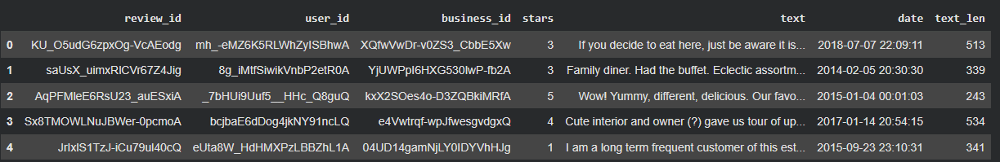 review_id user_id business_id stars text date text_len
0 KU_O5udG6zpxOg-VcAEodg mh_-eMZ6K5RLWhZyISBhwA XQfwVwDr-v0ZS3_CbbE5Xw 3 If you decide to eat here, just be aware it is... 2018-07-07 22:09:11 513
1 saUsX_uimxRlCVr67Z4Jig 8g_iMtfSiwikVnbP2etR0A YjUWPpI6HXG530lwP-fb2A 3 Family diner. Had the buffet. Eclectic assortm... 2014-02-05 20:30:30 339
2 AqPFMleE6RsU23_auESxiA _7bHUi9Uuf5__HHc_Q8guQ kxX2SOes4o-D3ZQBkiMRfA 5 Wow! Yummy, different, delicious. Our favo... 2015-01-04 00:01:03 243
3 Sx8TMOWLNuJBWer-0pcmoA bcjbaE6dDog4jkNY91ncLQ e4Vwtrqf-wpJfwesgvdgxQ 4 Cute interior and owner (?) gave us tour of up... 2017-01-14 20:54:15 534
4 JrIxlS1TzJ-iCu79ul40cQ eUta8W_HdHMXPzLBBZhL1A 04UD14gamNjLY0IDYVhHJg 1 I am a long term frequent customer of this est... 2015-09-23 23:10:31 341